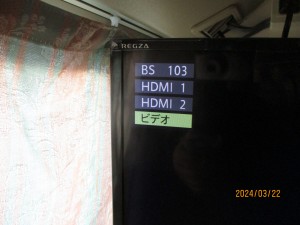 REGZA
BS 103
HDMI 1
HDMI 2
ビデオ
2024/03/22